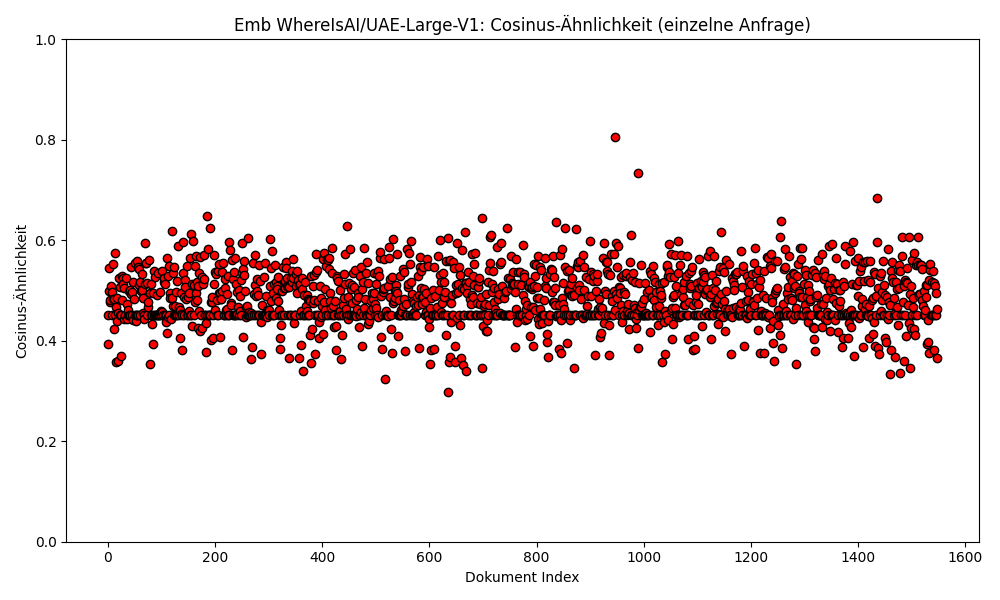 Emb WhereIsAI/UAE-Large-V1: Cosinus-Ähnlichkeit (einzelne Anfrage)
Cosinus-Ähnlichkeit
1.0
0.8
0.6
0.4
0.2
0.0
0 200 400 600 800 1000 1200 1400 1600
Dokument Index